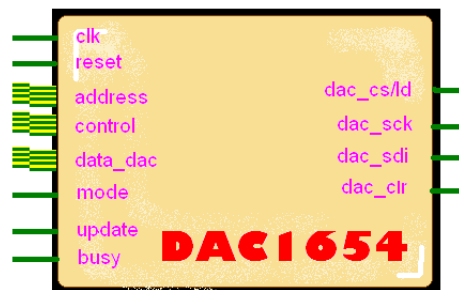 clk
reset
address
control
data_dac
mode
update
busy
dac_cs/ld
dac_sck
dac_sdi
dac_clr
DAC1654